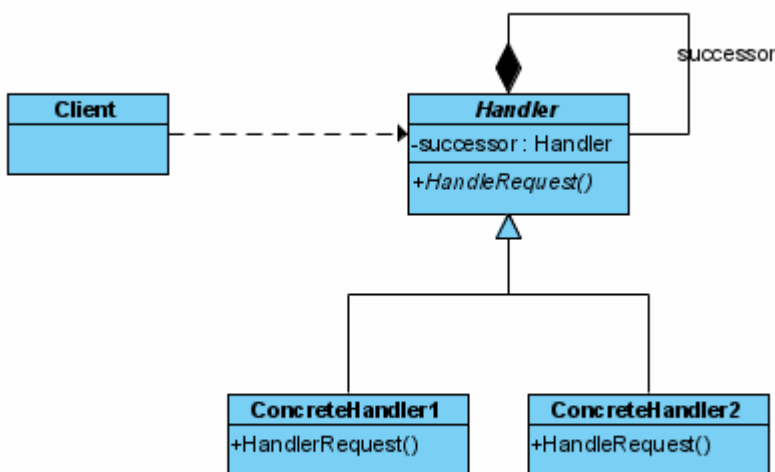 successor
Client
Handler
-successor : Handler
+HandleRequest()
ConcreteHandler1
+HandlerRequest()
ConcreteHandler2
+HandleRequest()